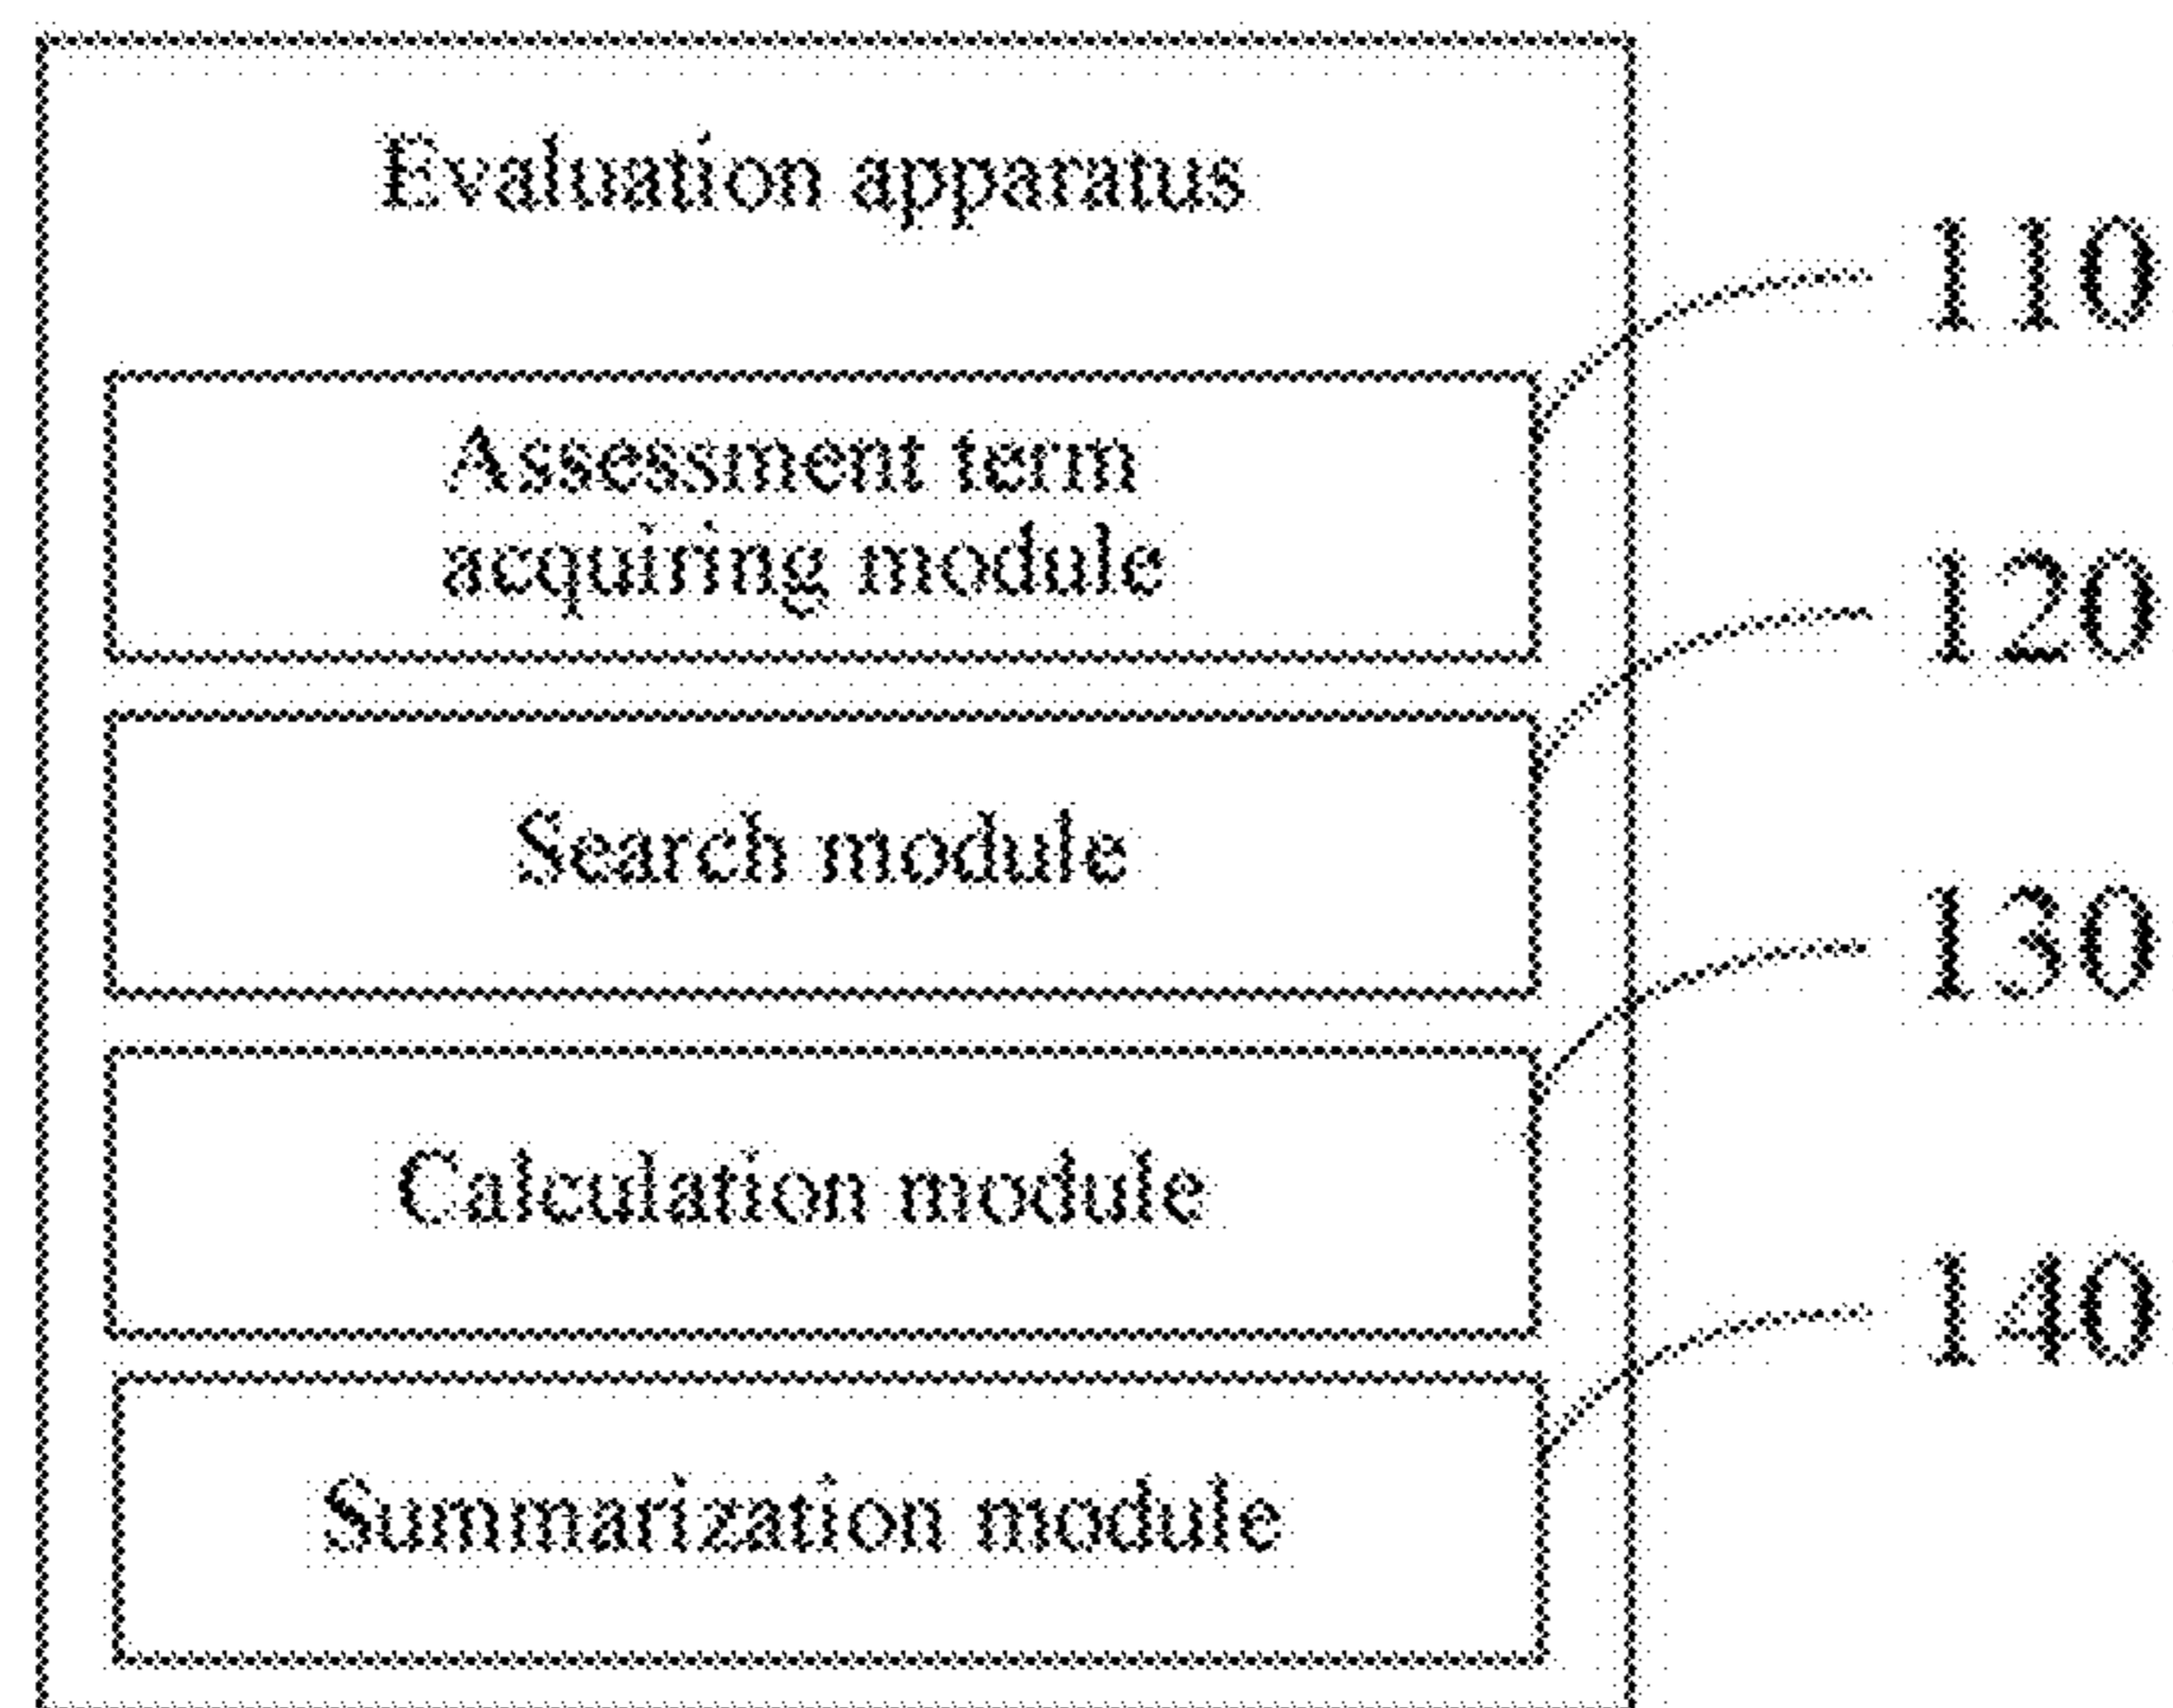 Evaluation apparatus
110
Assessment term
acquiring module
120
Search module
130
Calculation module
140
Summarization module